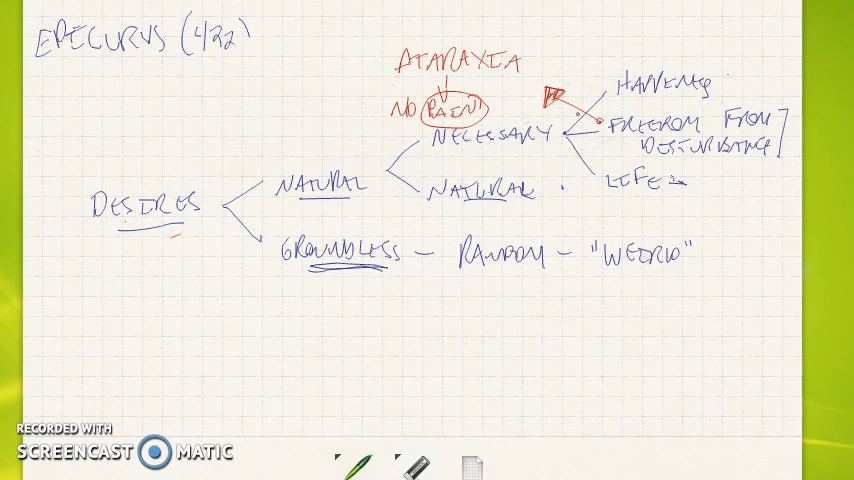 EPICURUS (4/22)
ATARAXIA
NO PAIN
HAPPINESS
FREEDOM FROM
DISTURBANCE
NECESSARY
LIFE
NATURAL
NATURAL
DESIRES
GROUNDLESS — RANDOM — "WEIRD"
RECORDED WITH
SCREENCAST MATIC